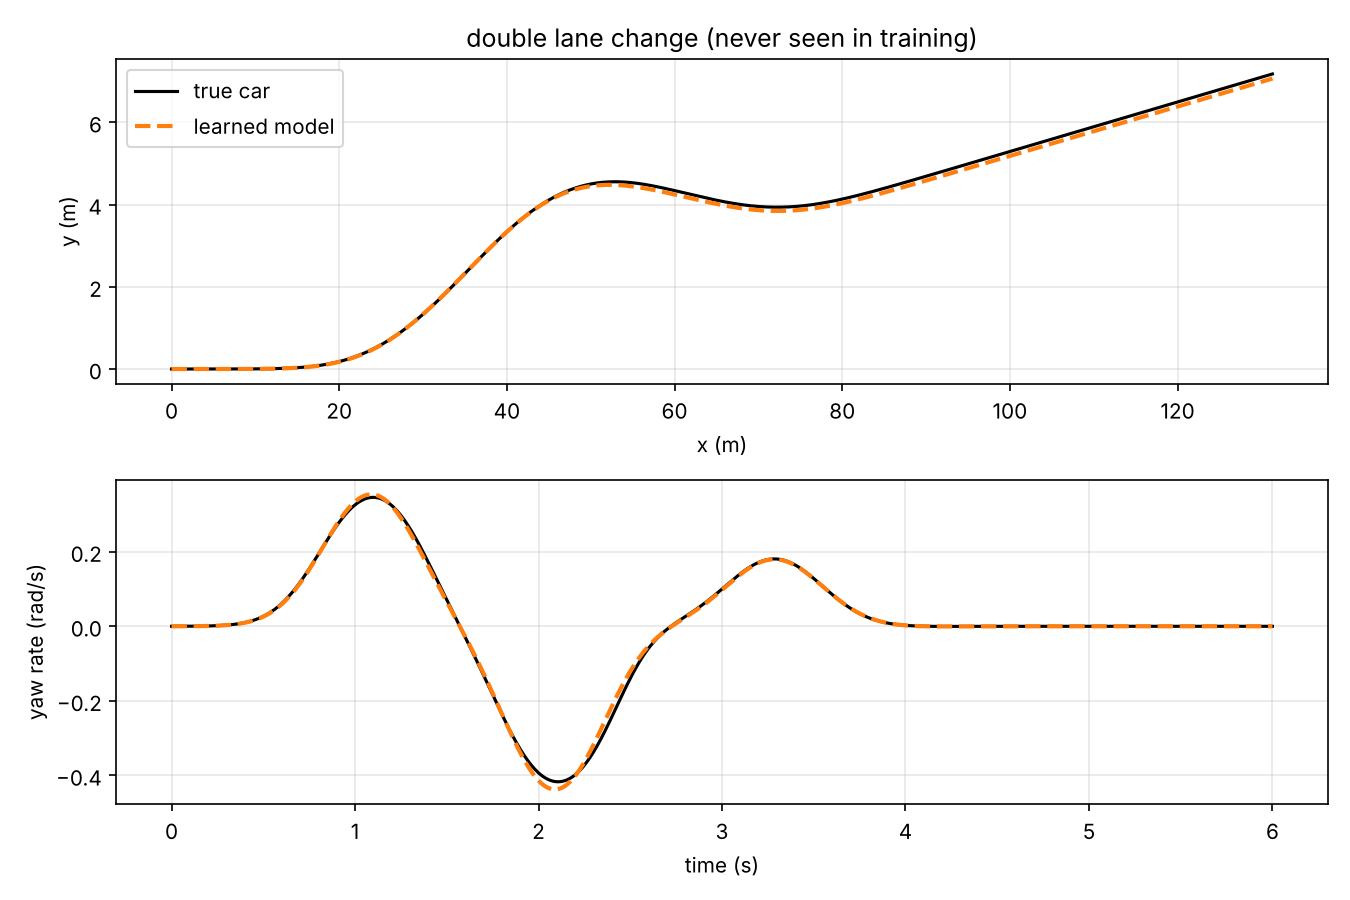 double lane change (never seen in training)
true car
learned model
6
4
2
0
y (m)
0 20 40 60 80 100 120
x (m)
0.2
0.0
−0.2
−0.4
yaw rate (rad/s)
0 1 2 3 4 5 6
time (s)